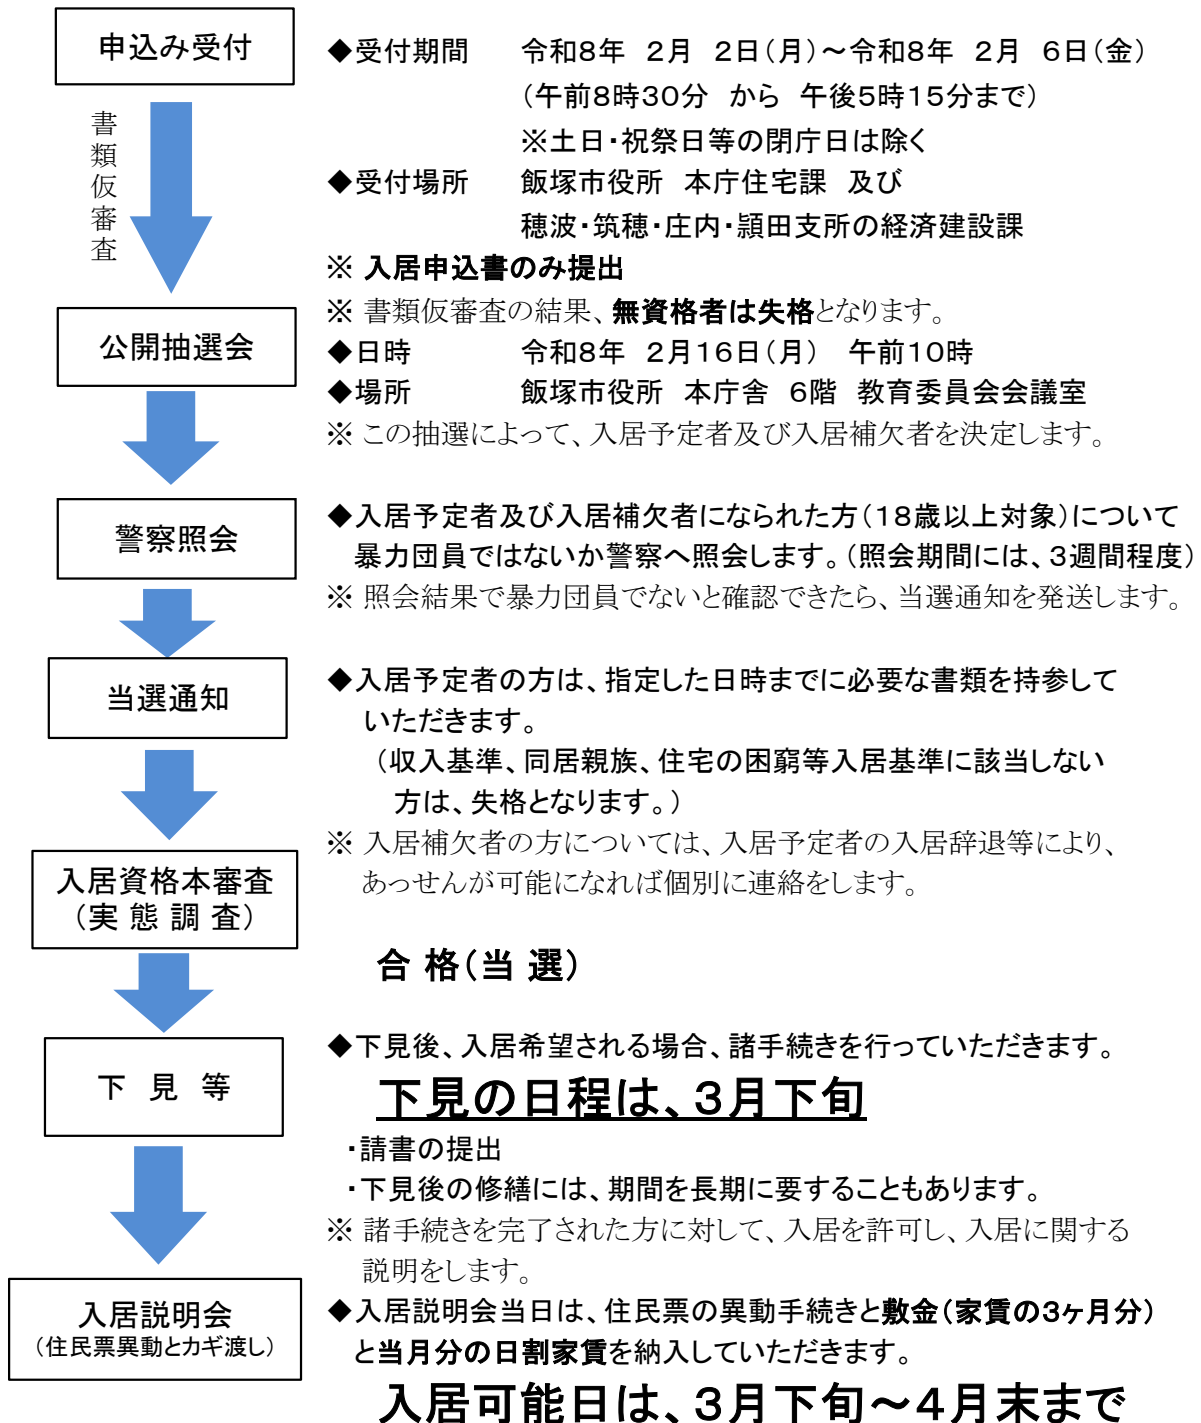 申込み受付
◆受付期間 令和8年 2月 2日(月)～令和8年 2月 6日(金)
(午前8時30分 から 午後5時15分まで)
※土日・祝祭日等の閉庁日は除く
書類仮審査
◆受付場所 飯塚市役所 本庁住宅課 及び
穂波・筑穂・庄内・頴田支所の経済建設課
※ 入居申込書のみ提出
※ 書類仮審査の結果、無資格者は失格となります。
公開抽選会
◆日時 令和8年 2月16日(月) 午前10時
◆場所 飯塚市役所 本庁舎 6階 教育委員会会議室
※ この抽選によって、入居予定者及び入居補欠者を決定します。
警察照会
◆入居予定者及び入居補欠者になられた方(18歳以上対象)について
暴力団員ではないか警察へ照会します。(照会期間には、3週間程度)
※ 照会結果で暴力団員でないと確認できたら、当選通知を発送します。
当選通知
◆入居予定者の方は、指定した日時までに必要な書類を持参して
いただきます。
(収入基準、同居親族、住宅の困窮等入居基準に該当しない
方は、失格となります。)
※ 入居補欠者の方については、入居予定者の入居辞退等により、
あっせんが可能になれば個別に連絡をします。
入居資格本審査
(実 態 調 査)
合 格(当 選)
下 見 等
◆下見後、入居希望される場合、諸手続きを行っていただきます。
下見の日程は、3月下旬
・請書の提出
・下見後の修繕には、期間を長期に要することもあります。
※ 諸手続きを完了された方に対して、入居を許可し、入居に関する
説明をします。
入居説明会
(住民票異動とカギ渡し)
◆入居説明会当日は、住民票の異動手続きと敷金(家賃の3ヶ月分)
と当月分の日割家賃を納入していただきます。
入居可能日は、3月下旬～4月末まで